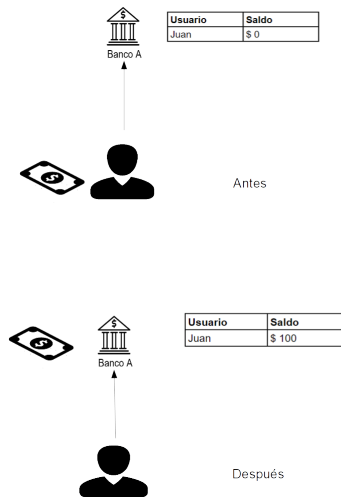 Usuario Saldo
Juan $ 0
Banco A
Antes
Usuario Saldo
Juan $ 100
Banco A
Después